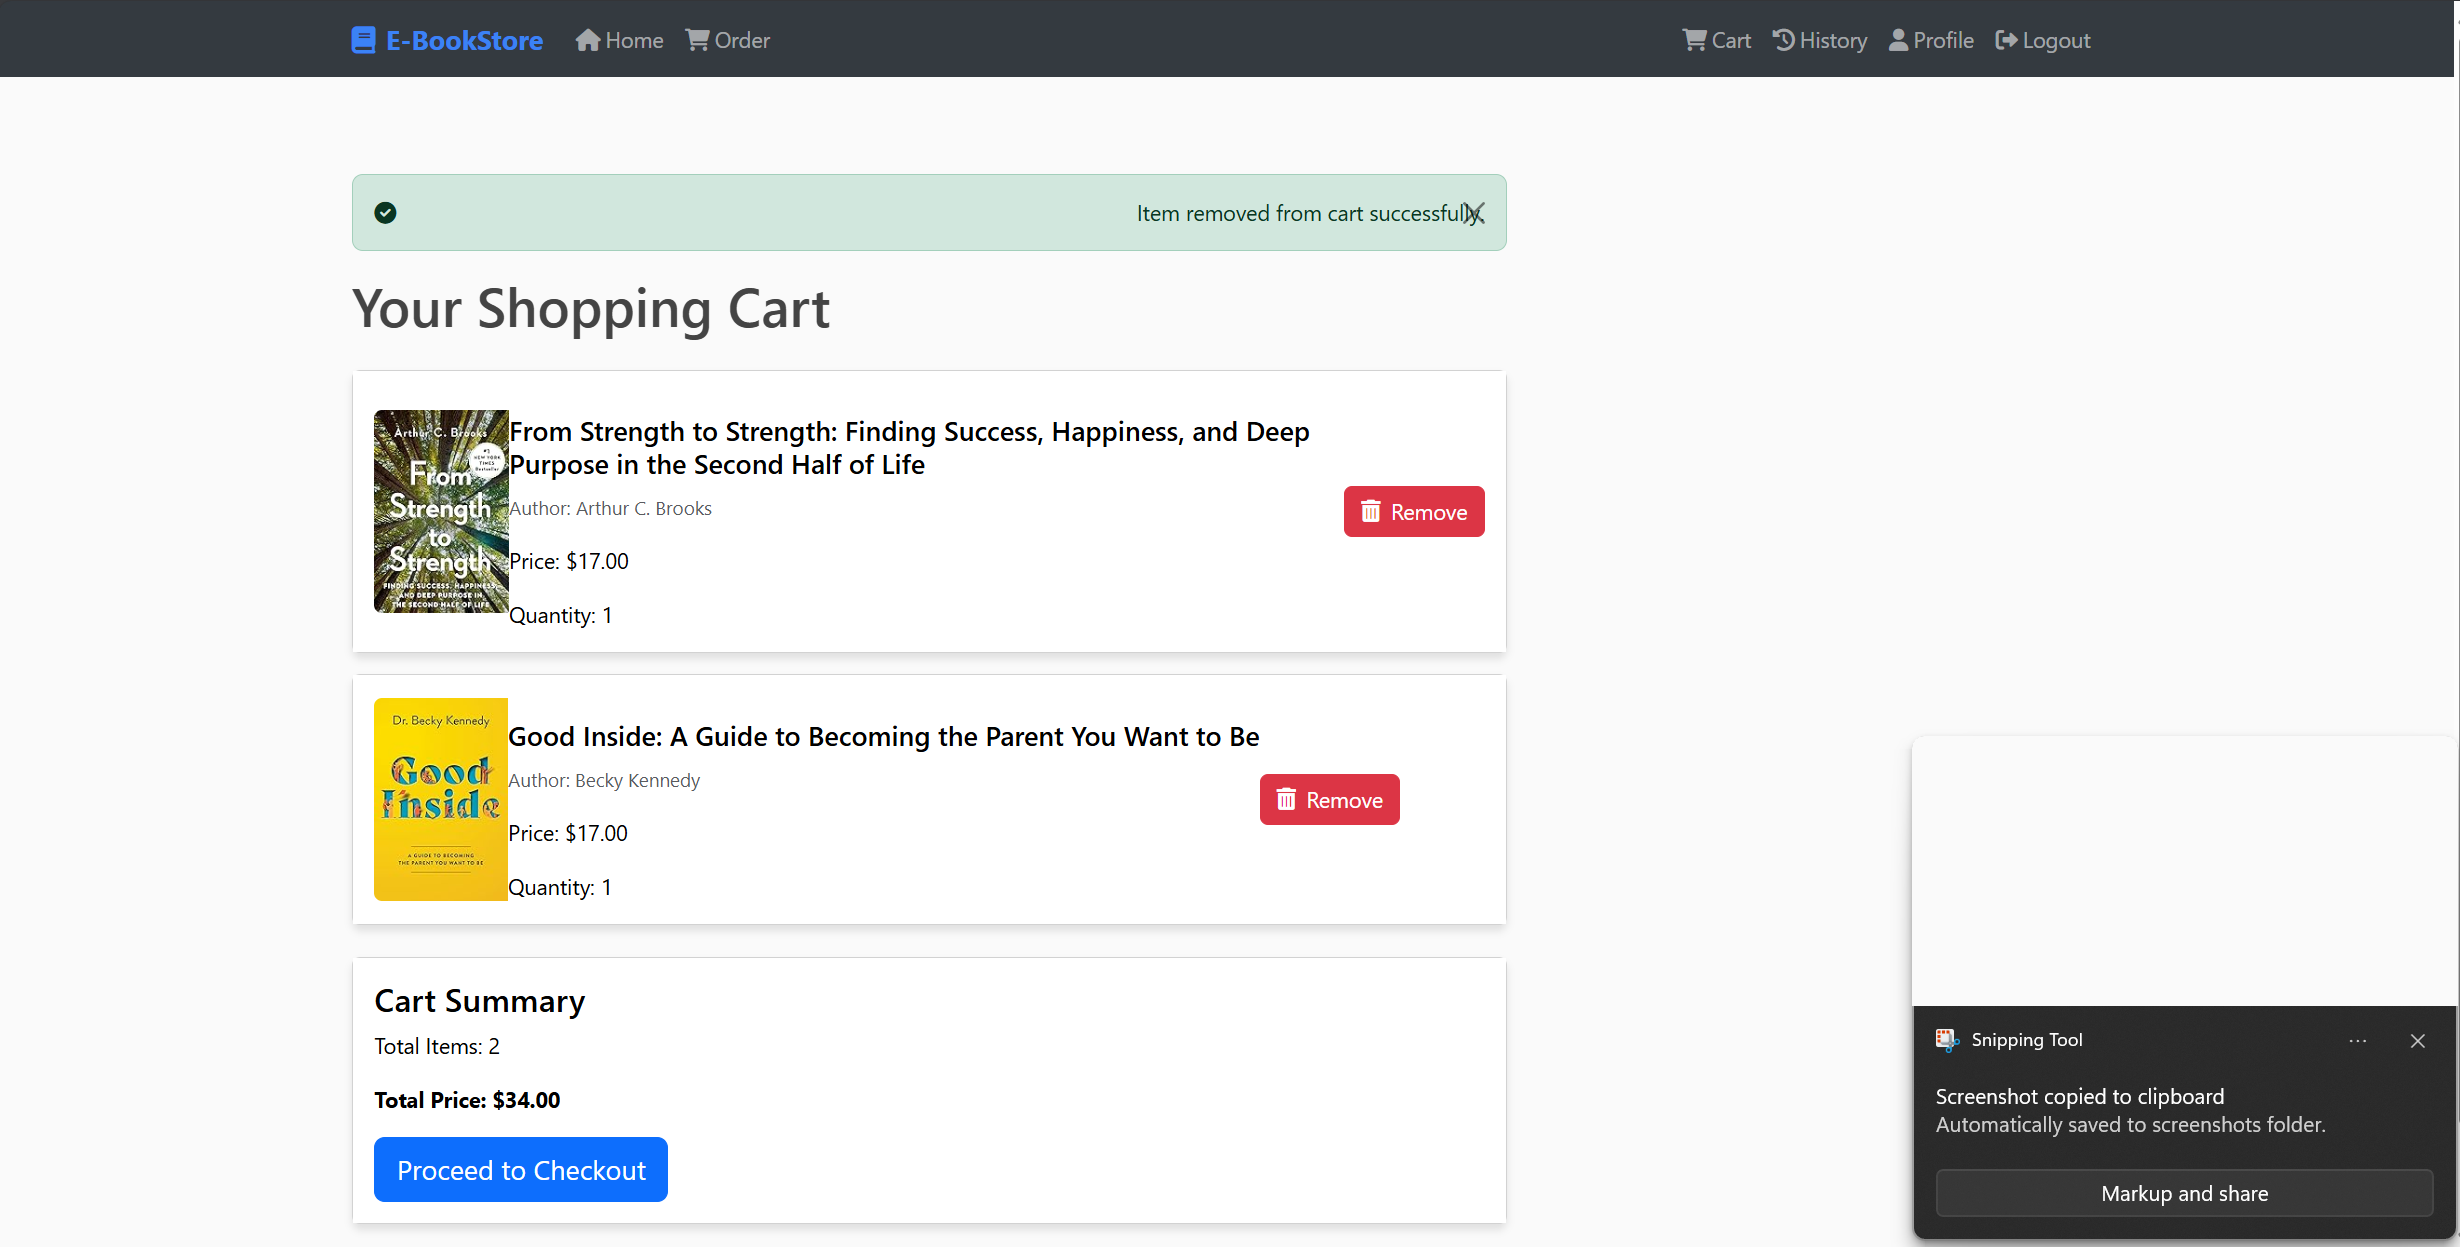 E-BookStore Home Order Cart History Profile Logout
Item removed from cart successfully.
Your Shopping Cart
Arthur C. Brooks
#1
NEW YORK
TIMES
Bestseller
From
Strength
to
Strength
FINDING SUCCESS, HAPPINESS,
AND DEEP PURPOSE IN
THE SECOND HALF OF LIFE
From Strength to Strength: Finding Success, Happiness, and Deep
Purpose in the Second Half of Life
Author: Arthur C. Brooks
Price: $17.00
Quantity: 1
Remove
Dr. Becky Kennedy
Good
Inside
A GUIDE TO BECOMING
THE PARENT YOU WANT TO BE
Good Inside: A Guide to Becoming the Parent You Want to Be
Author: Becky Kennedy
Price: $17.00
Quantity: 1
Remove
Cart Summary
Total Items: 2
Total Price: $34.00
Proceed to Checkout
Snipping Tool
Screenshot copied to clipboard
Automatically saved to screenshots folder.
Markup and share